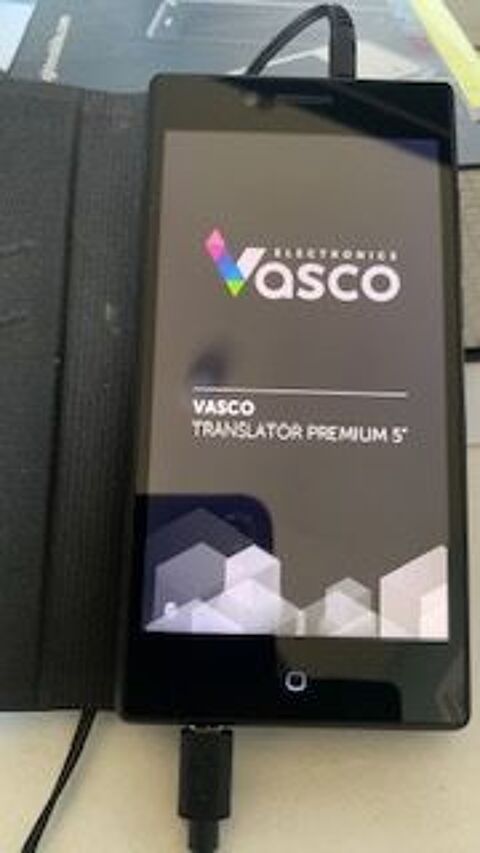 ELECTRONICS
Vasco
VASCO
TRANSLATOR PREMIUM 5"